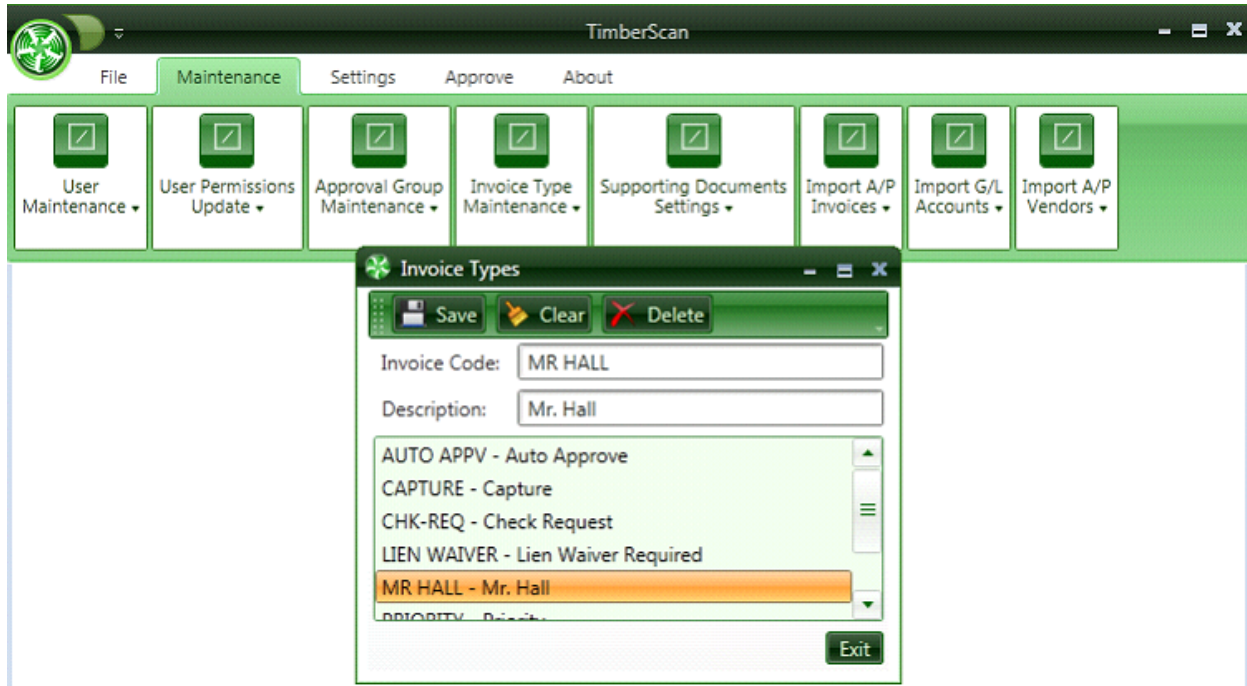 TimberScan
File Maintenance Settings Approve About
User Maintenance
User Permissions Update
Approval Group Maintenance
Invoice Type Maintenance
Supporting Documents Settings
Import A/P Invoices
Import G/L Accounts
Import A/P Vendors
Invoice Types
Save Clear Delete
Invoice Code: MR HALL
Description: Mr. Hall
AUTO APPV - Auto Approve
CAPTURE - Capture
CHK-REQ - Check Request
LIEN WAIVER - Lien Waiver Required
MR HALL - Mr. Hall
PRIORITY - Priority
Exit